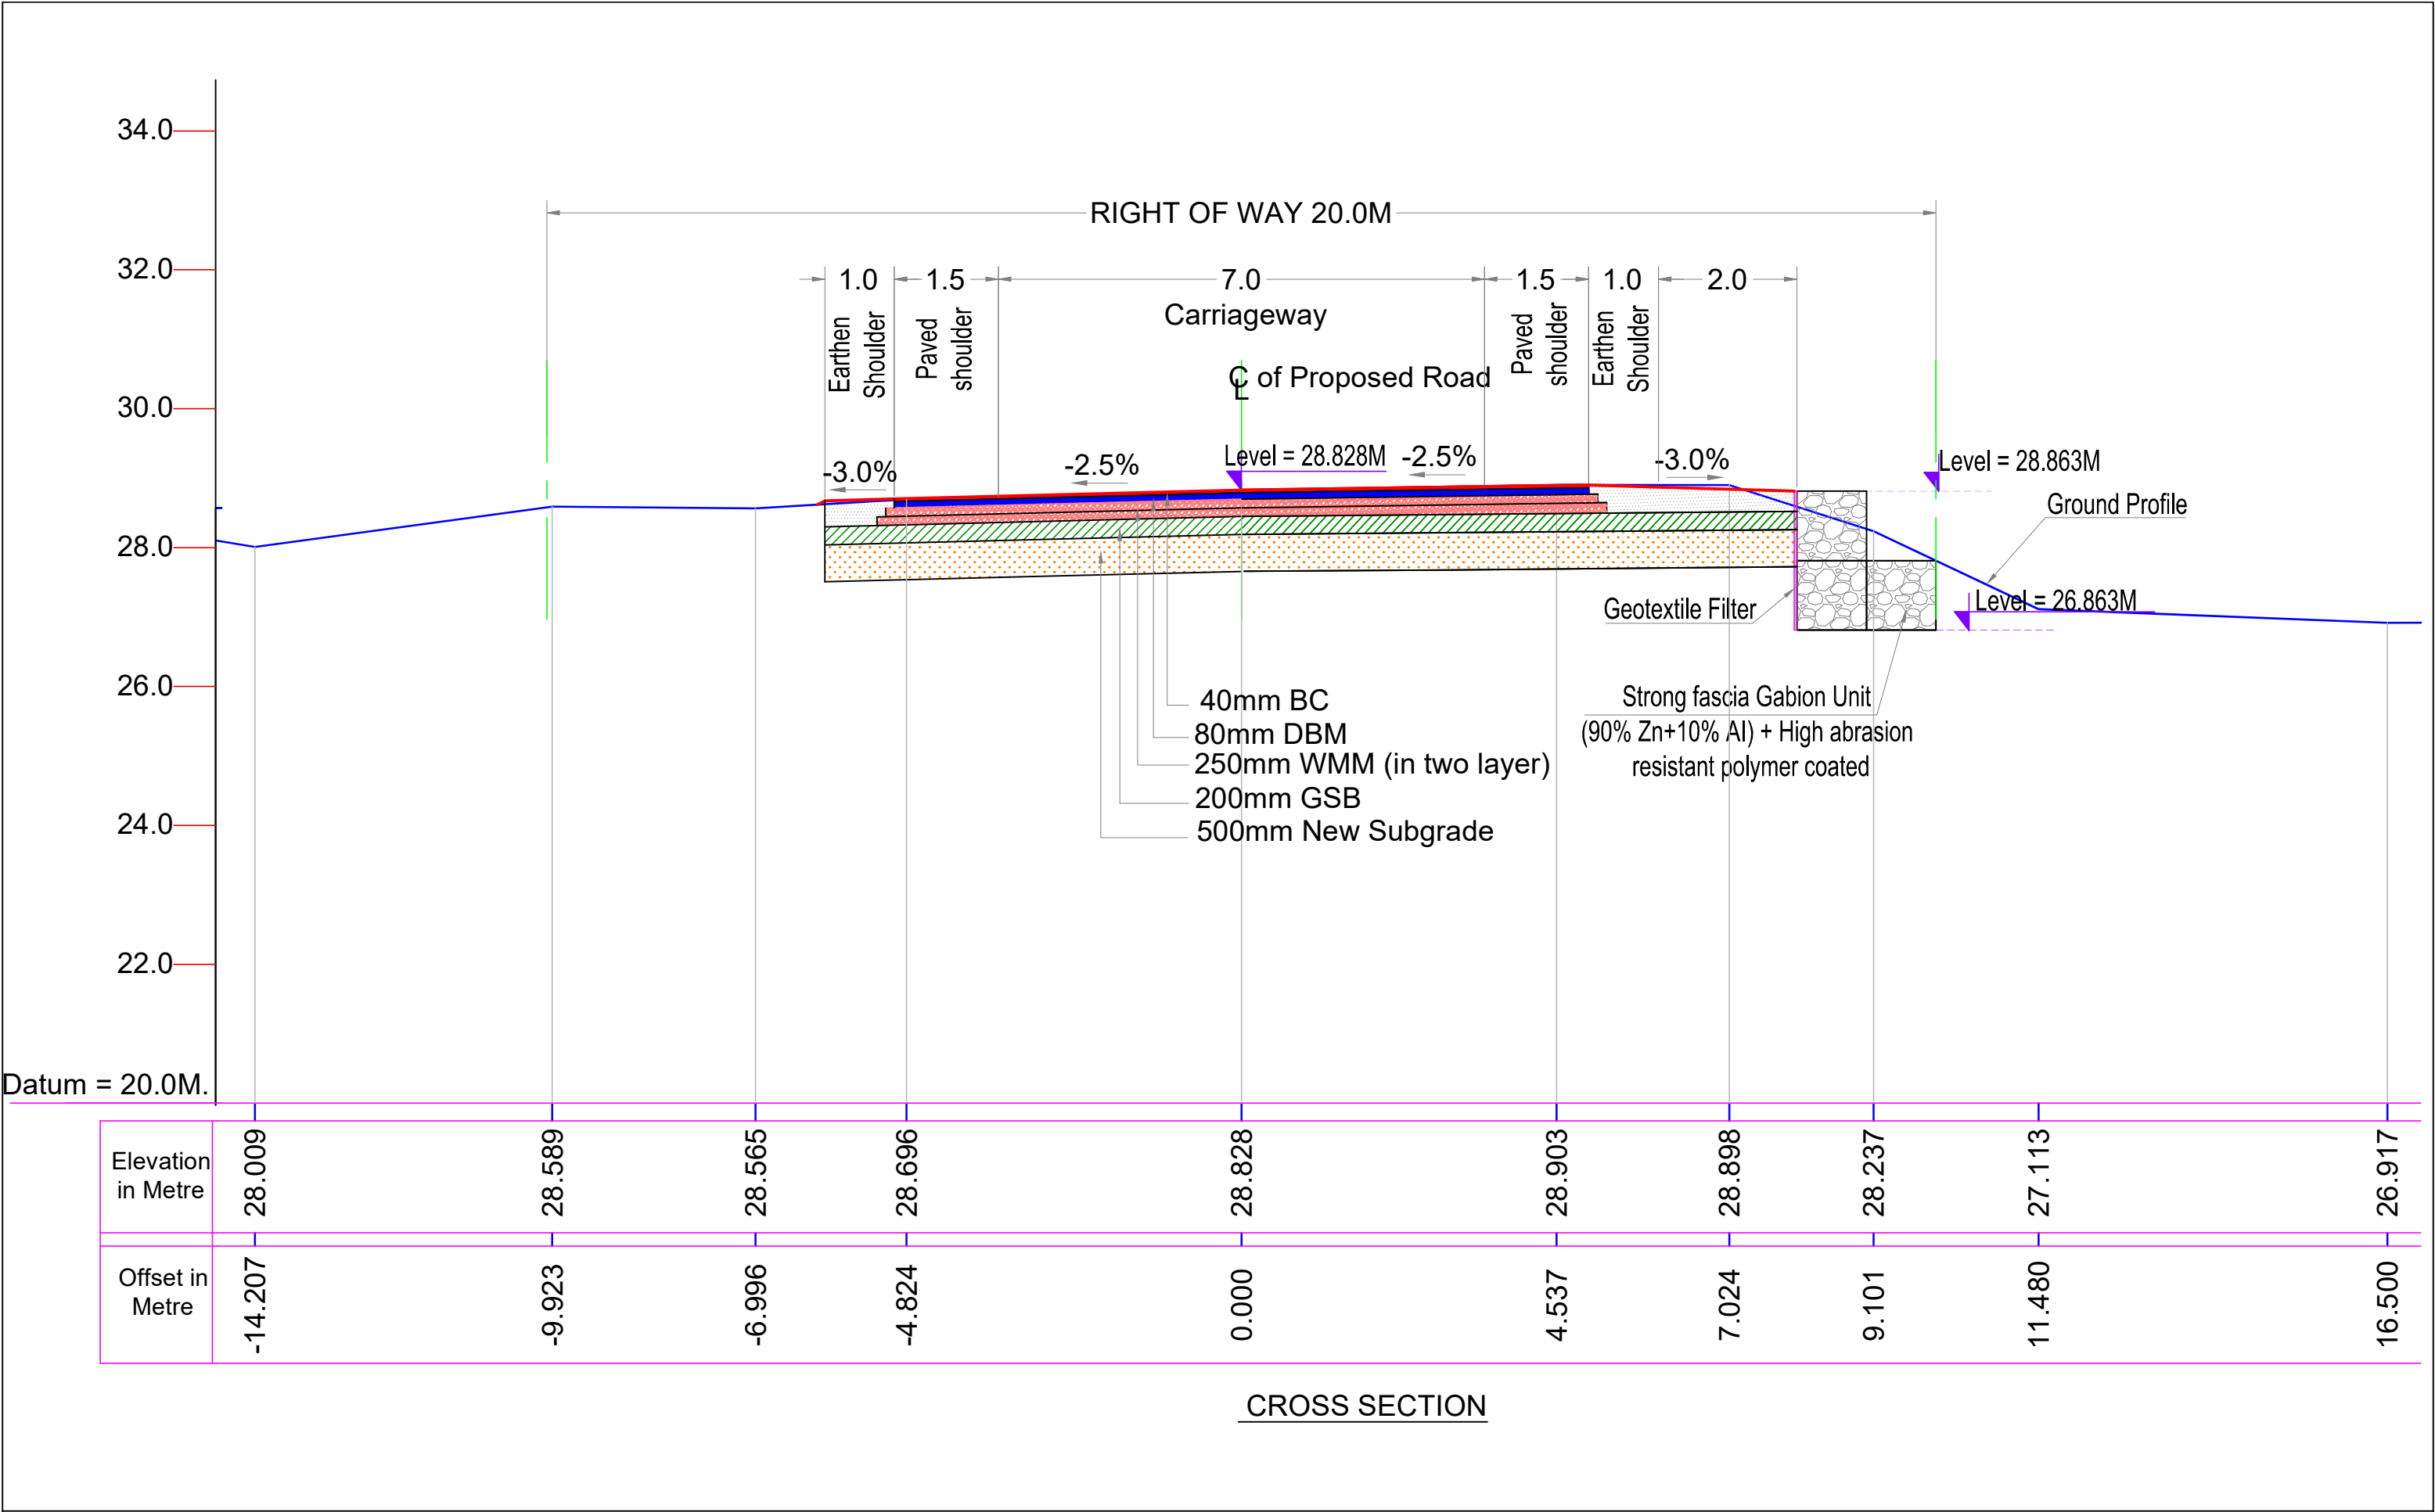 34.0
32.0
30.0
28.0
26.0
24.0
22.0
Datum = 20.0M.
RIGHT OF WAY 20.0M
1.0
1.5
7.0
1.5
1.0
2.0
Earthen
Shoulder
Paved
shoulder
Carriageway
Paved
shoulder
Earthen
Shoulder
CL of Proposed Road
-3.0%
-2.5%
Level = 28.828M
-2.5%
-3.0%
Level = 28.863M
Ground Profile
Level = 26.863M
Geotextile Filter
Strong fascia Gabion Unit
(90% Zn+10% Al) + High abrasion
resistant polymer coated
40mm BC
80mm DBM
250mm WMM (in two layer)
200mm GSB
500mm New Subgrade
Elevation
in Metre
28.009
28.589
28.565
28.696
28.828
28.903
28.898
28.237
27.113
26.917
Offset in
Metre
-14.207
-9.923
-6.996
-4.824
0.000
4.537
7.024
9.101
11.480
16.500
CROSS SECTION